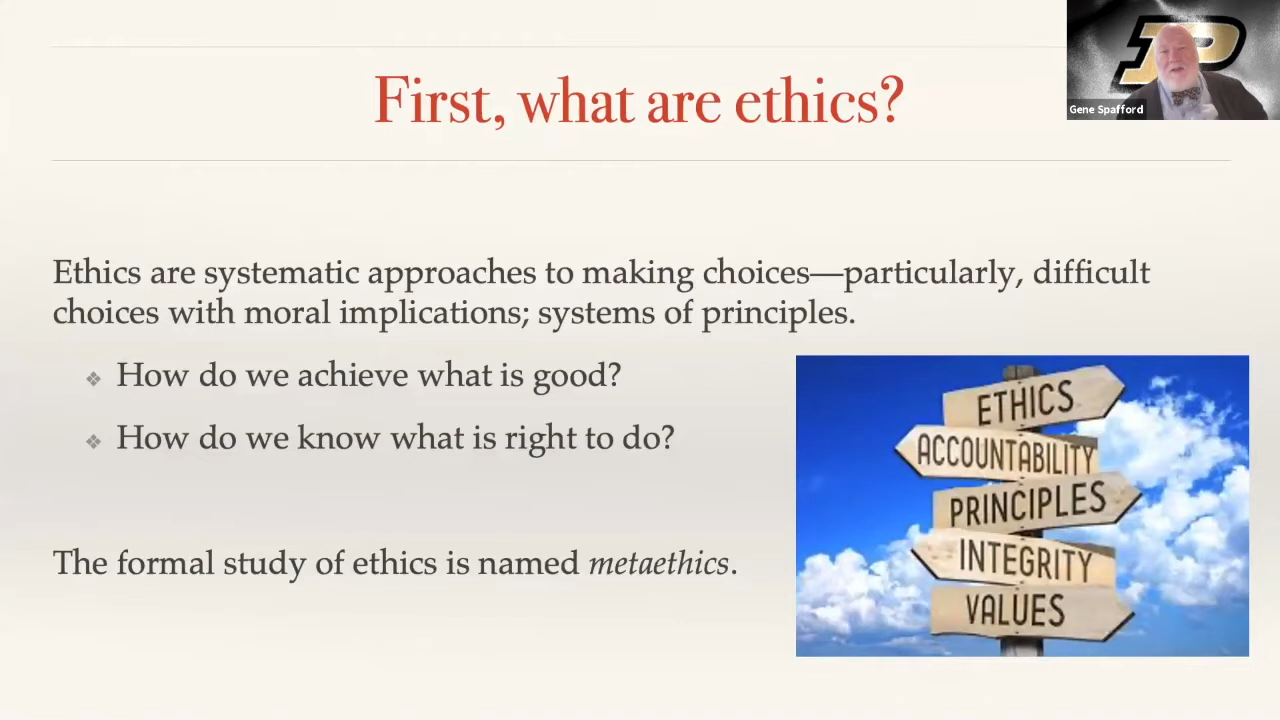 First, what are ethics?
Gene Spafford
Ethics are systematic approaches to making choices—particularly, difficult
choices with moral implications; systems of principles.
❖ How do we achieve what is good?
❖ How do we know what is right to do?
The formal study of ethics is named metaethics.
ETHICS
ACCOUNTABILITY
PRINCIPLES
INTEGRITY
VALUES